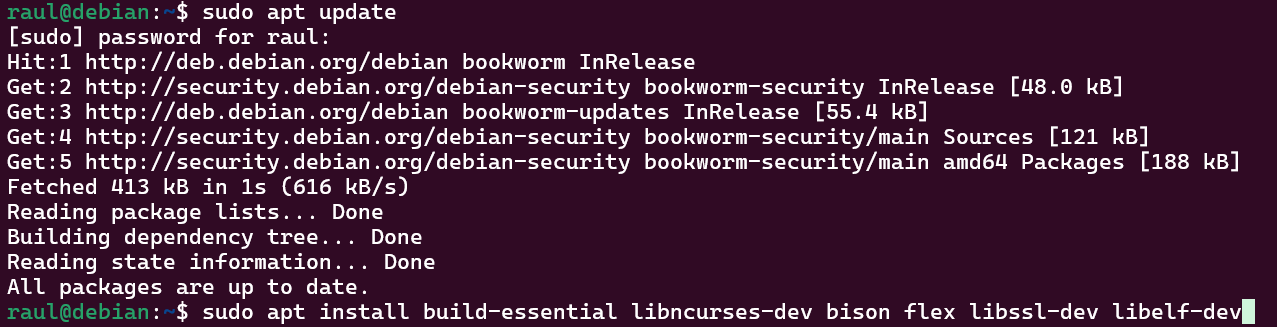 raul@debian:~$ sudo apt update
[sudo] password for raul:
Hit:1 http://deb.debian.org/debian bookworm InRelease
Get:2 http://security.debian.org/debian-security bookworm-security InRelease [48.0 kB]
Get:3 http://deb.debian.org/debian bookworm-updates InRelease [55.4 kB]
Get:4 http://security.debian.org/debian-security bookworm-security/main Sources [121 kB]
Get:5 http://security.debian.org/debian-security bookworm-security/main amd64 Packages [188 kB]
Fetched 413 kB in 1s (616 kB/s)
Reading package lists... Done
Building dependency tree... Done
Reading state information... Done
All packages are up to date.
raul@debian:~$ sudo apt install build-essential libncurses-dev bison flex libssl-dev libelf-dev